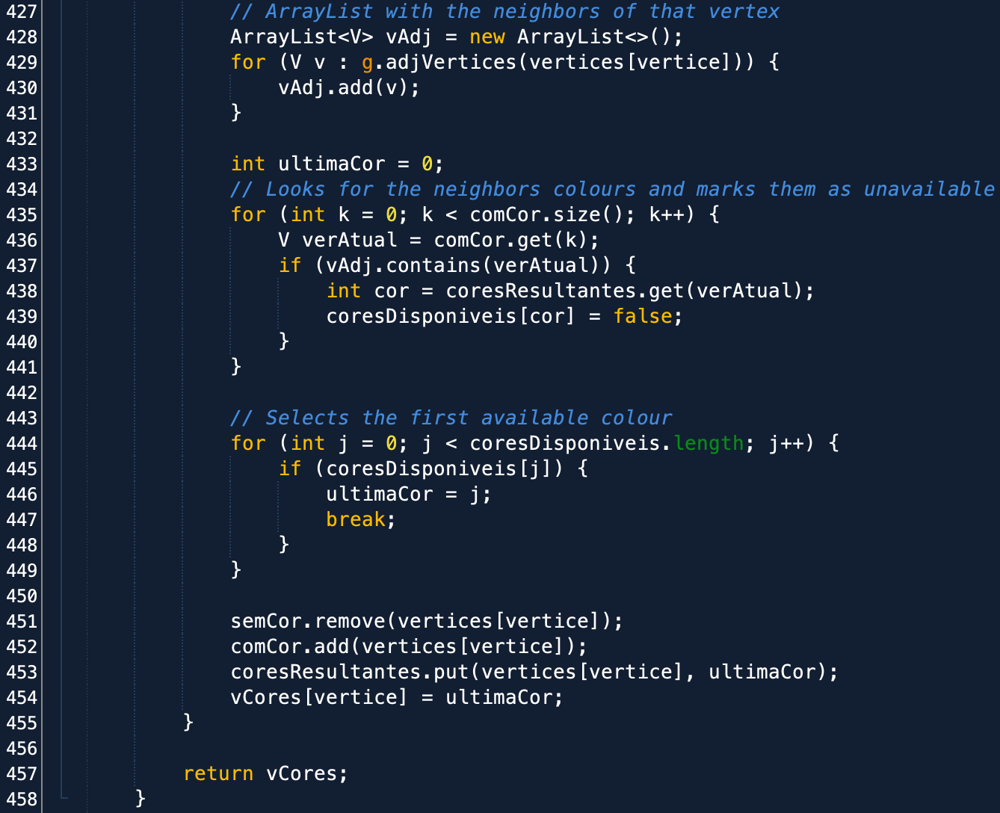 427 // ArrayList with the neighbors of that vertex
428 ArrayList<V> vAdj = new ArrayList<>();
429 for (V v : g.adjVertices(vertices[vertice])) {
430 vAdj.add(v);
431 }
432
433 int ultimaCor = 0;
434 // Looks for the neighbors colours and marks them as unavailable
435 for (int k = 0; k < comCor.size(); k++) {
436 V verAtual = comCor.get(k);
437 if (vAdj.contains(verAtual)) {
438 int cor = coresResultantes.get(verAtual);
439 coresDisponiveis[cor] = false;
440 }
441 }
442
443 // Selects the first available colour
444 for (int j = 0; j < coresDisponiveis.length; j++) {
445 if (coresDisponiveis[j]) {
446 ultimaCor = j;
447 break;
448 }
449 }
450
451 semCor.remove(vertices[vertice]);
452 comCor.add(vertices[vertice]);
453 coresResultantes.put(vertices[vertice], ultimaCor);
454 vCores[vertice] = ultimaCor;
455 }
456
457 return vCores;
458 }